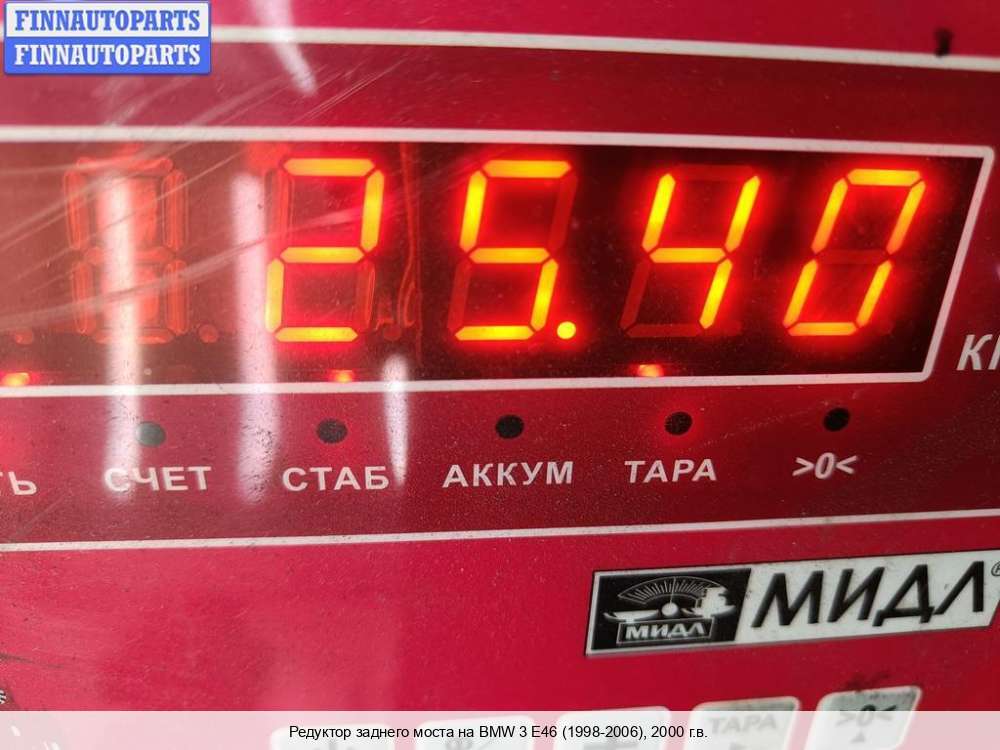 FINNAUTOPARTS
FINNAUTOPARTS
25.40
СЧЕТ СТАБ АККУМ ТАРА >0<
МИДЛ МИДЛ®
ТАРА >0<
Редуктор заднего моста на BMW 3 E46 (1998-2006), 2000 г.в.